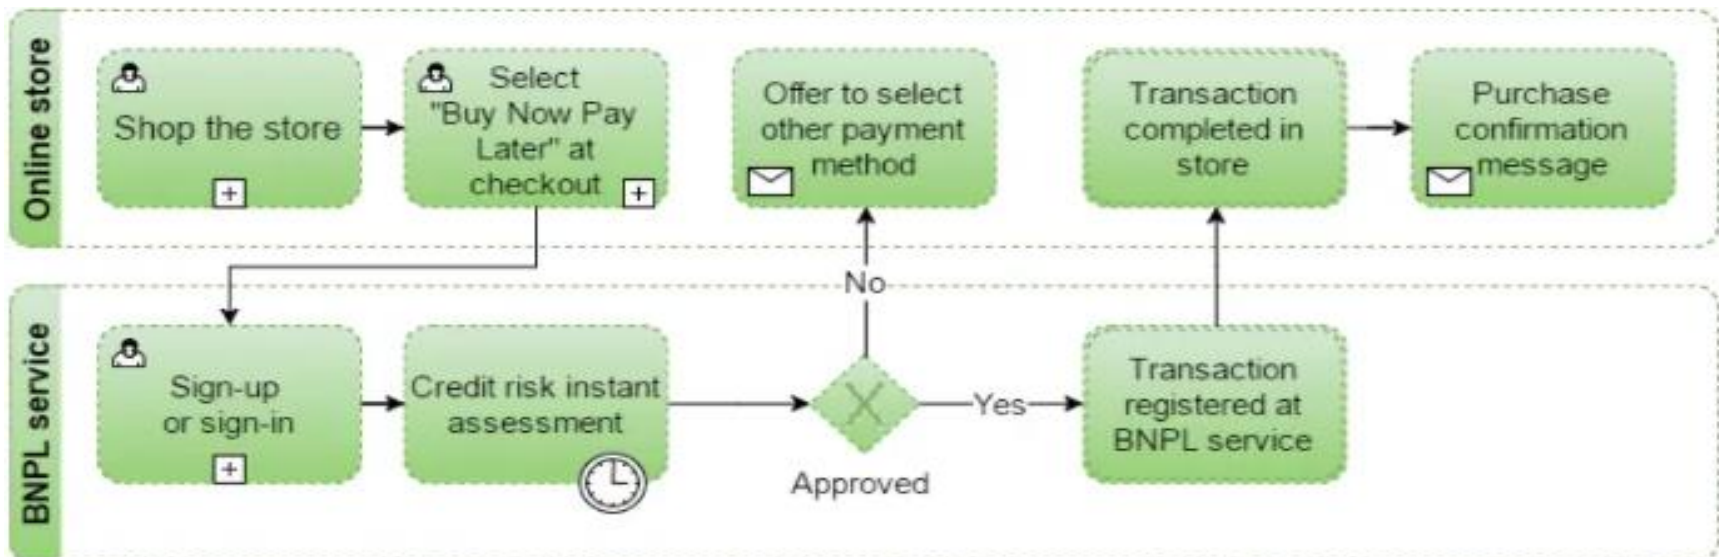 Online store
Shop the store
Select
"Buy Now Pay
Later" at
checkout
Offer to select
other payment
method
Transaction
completed in
store
Purchase
confirmation
message
No
BNPL service
Sign-up
or sign-in
Credit risk instant
assessment
X
Approved
Yes
Transaction
registered at
BNPL service